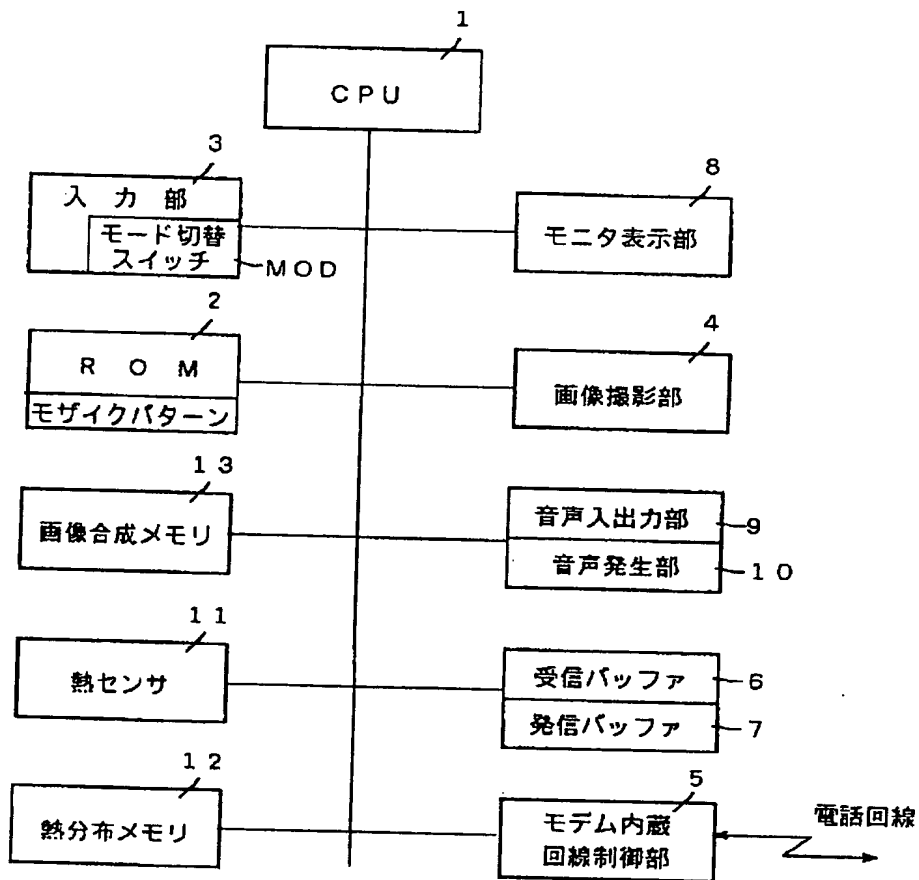 1
CPU
3
入力部
モード切替
スイッチ
MOD
8
モニタ表示部
2
ROM
モザイクパターン
4
画像撮影部
13
画像合成メモリ
音声入出力部
9
音声発生部
10
11
熱センサ
受信バッファ
6
発信バッファ
7
12
熱分布メモリ
5
モデム内蔵
回線制御部
電話回線